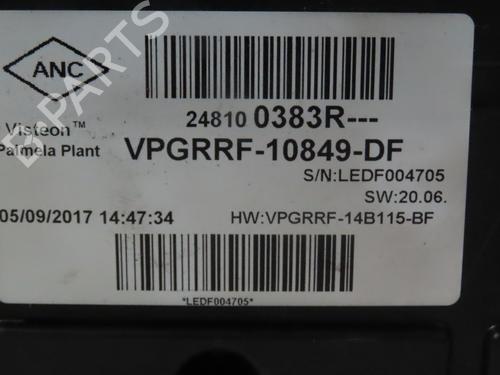 ANC
B-PARTS
24810 0383R---
Visteon™
Palmela Plant
VPGRRF-10849-DF
S/N:LEDF004705
SW:20.06.
05/09/2017 14:47:34
HW:VPGRRF-14B115-BF
*LEDF004705*